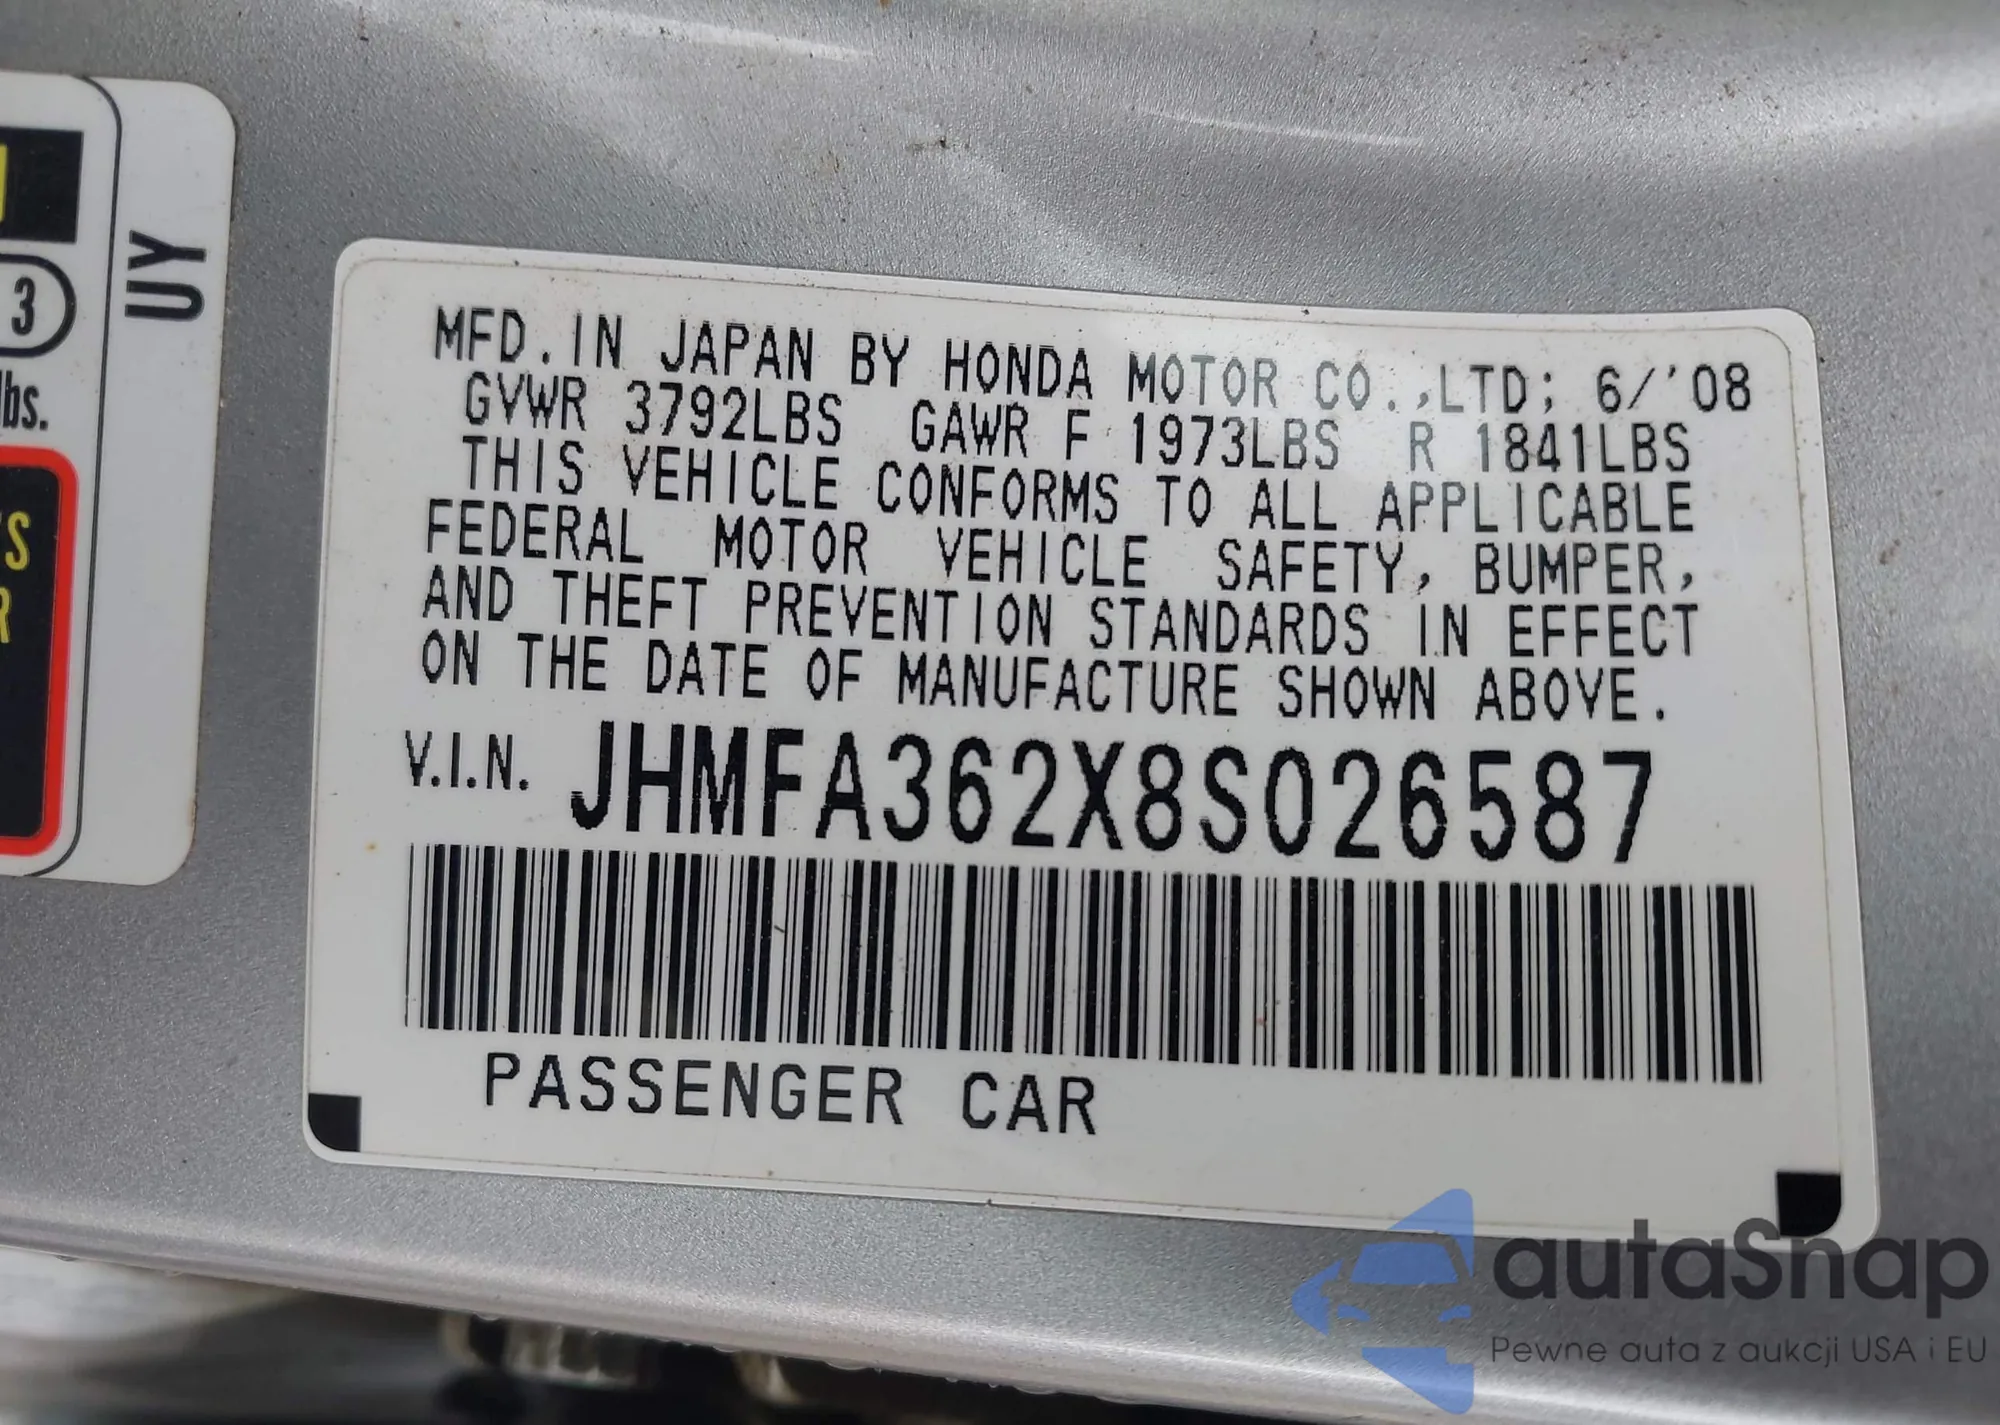 UY
3
lbs.
MFD. IN JAPAN BY HONDA MOTOR CO.,LTD; 6/'08
GVWR 3792LBS GAWR F 1973LBS R 1841LBS
THIS VEHICLE CONFORMS TO ALL APPLICABLE
FEDERAL MOTOR VEHICLE SAFETY, BUMPER,
AND THEFT PREVENTION STANDARDS IN EFFECT
ON THE DATE OF MANUFACTURE SHOWN ABOVE.
V.I.N. JHMFA362X8S026587
PASSENGER CAR
autaSnap
Pewne auta z aukcji USA i EU